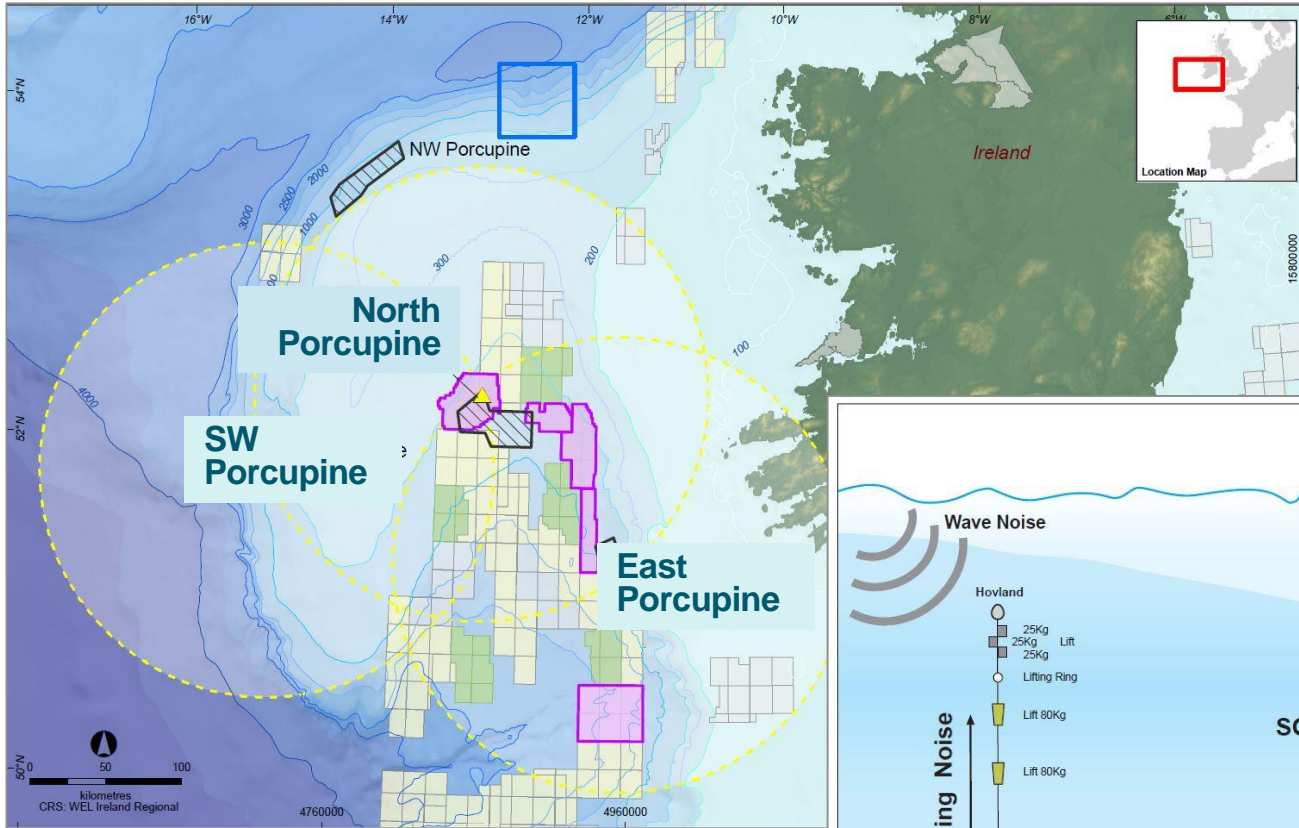 16°W
14°W
12°W
10°W
8°W
54°N
NW Porcupine
Ireland
Location Map
3000
2500
2000
1000
300
200
15800000
North
Porcupine
100
4000
52°N
SW
Porcupine
e
Wave Noise
Hovland
25Kg
25Kg Lift
25Kg
Lifting Ring
East
Porcupine
Lift 80Kg
Lift 80Kg
ing Noise
50°N
0 50 100
kilometres
CRS: WEL Ireland Regional
4760000
4960000